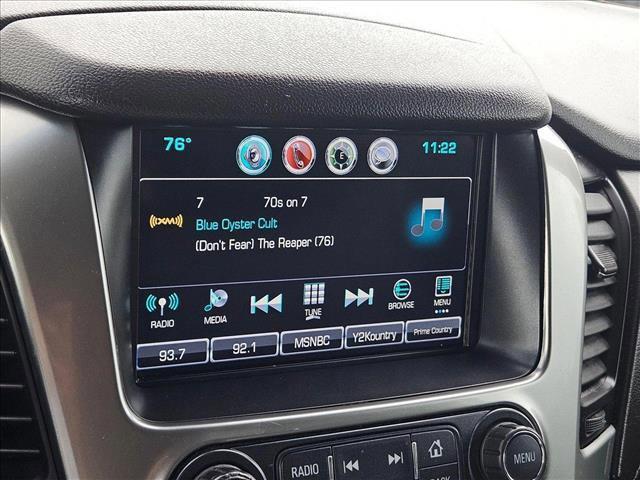 76° E 11:22
7 70s on 7
((XM)) Blue Oyster Cult
(Don't Fear) The Reaper (76)
RADIO MEDIA TUNE BROWSE MENU
93.7 92.1 MSNBC Y2Kountry Prime Country
RADIO MENU
BACK